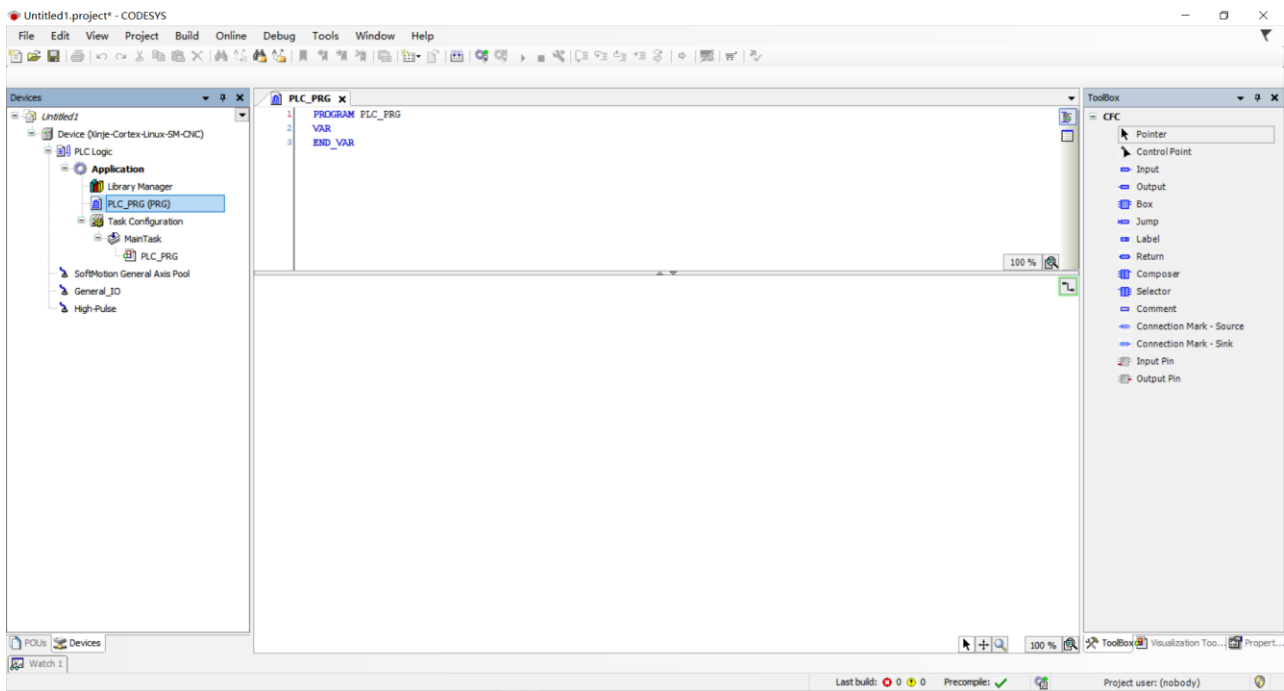 Untitled1.project* - CODESYS
File Edit View Project Build Online Debug Tools Window Help
Devices
Untitled1
Device (Xinje-Cortex-Linux-SM-CNC)
PLC Logic
Application
Library Manager
PLC_PRG (PRG)
Task Configuration
MainTask
PLC_PRG
SoftMotion General Axis Pool
General_IO
High-Pulse
POUs Devices
Watch 1
PLC_PRG
1 PROGRAM PLC_PRG
2 VAR
3 END_VAR
100 %
100 %
ToolBox
CFC
Pointer
Control Point
Input
Output
Box
Jump
Label
Return
Composer
Selector
Comment
Connection Mark - Source
Connection Mark - Sink
Input Pin
Output Pin
ToolBox Visualization Too... Propert...
Last build: 0 0 Precompile: Project user: (nobody)